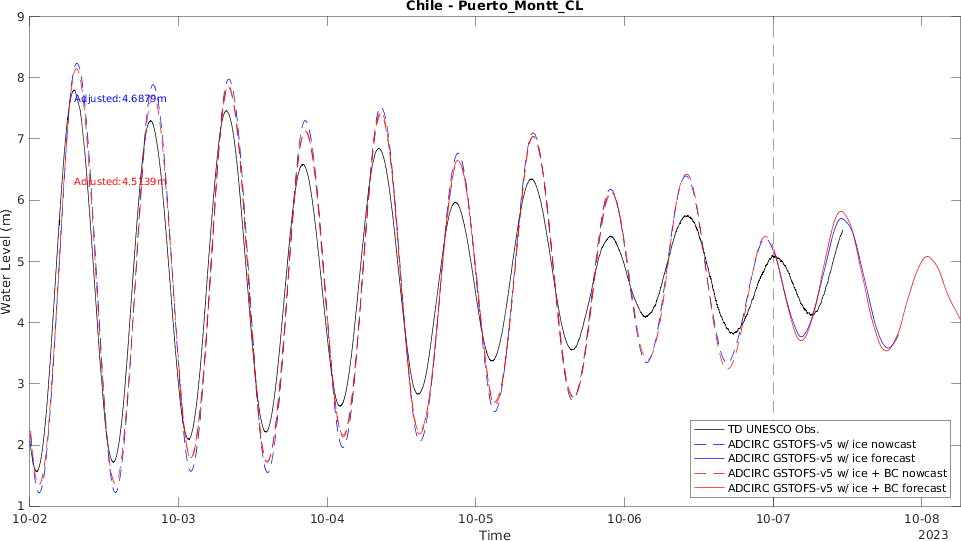 Chile - Puerto_Montt_CL
9
8
7
6
5
4
3
2
1
Water Level (m)
Adjusted:4.6879m
Adjusted:4.5139m
TD UNESCO Obs.
ADCIRC GSTOFS-v5 w/ ice nowcast
ADCIRC GSTOFS-v5 w/ ice forecast
ADCIRC GSTOFS-v5 w/ ice + BC nowcast
ADCIRC GSTOFS-v5 w/ ice + BC forecast
10-02 10-03 10-04 10-05 10-06 10-07 10-08
Time
2023